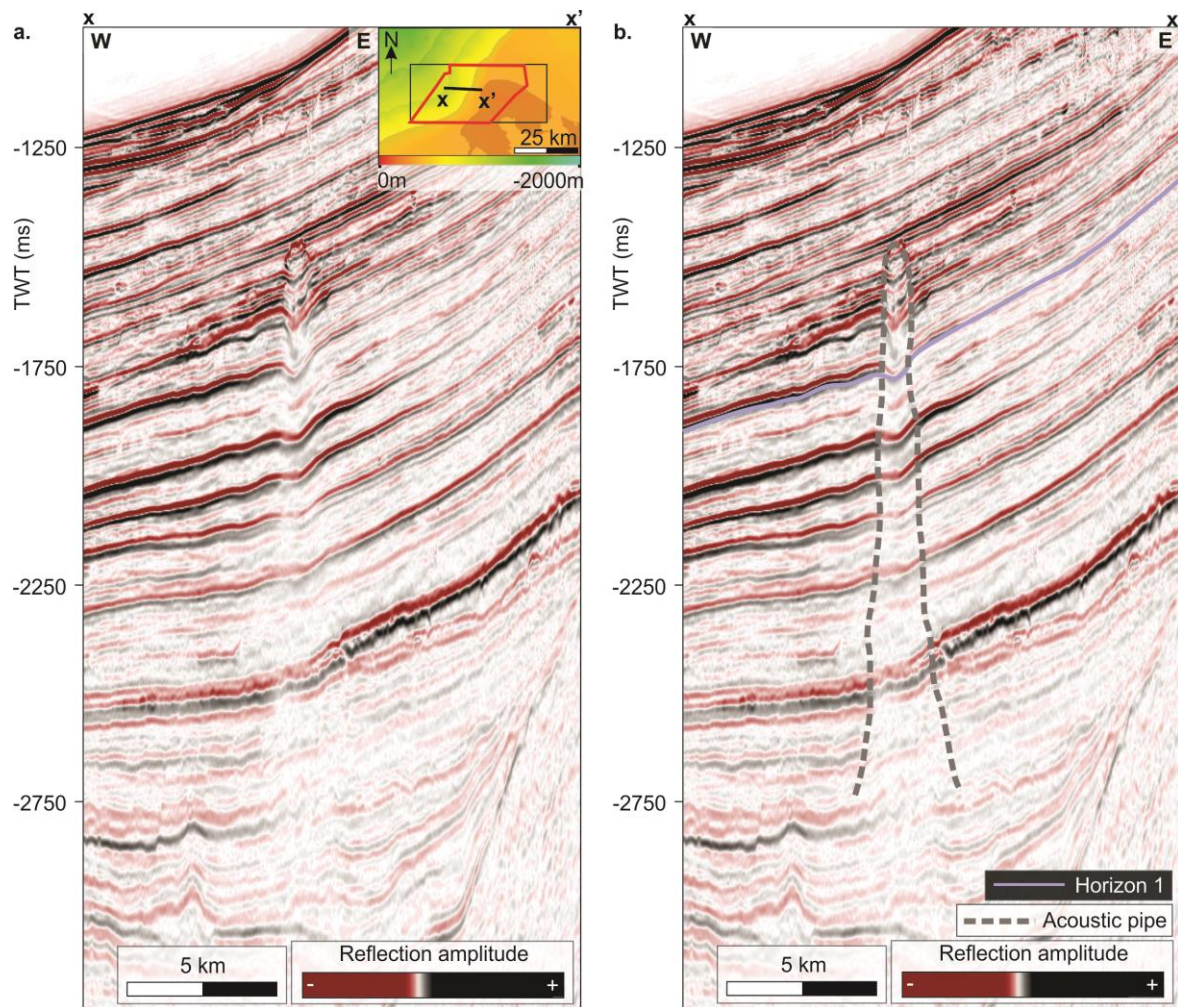 x
x'
a.
W
E
N
x
x'
25 km
0m
-2000m
-1250
TWT (ms)
-1750
-2250
-2750
5 km
Reflection amplitude
-
+
x
x
b.
W
E
-1250
TWT (ms)
-1750
-2250
-2750
Horizon 1
Acoustic pipe
5 km
Reflection amplitude
-
+